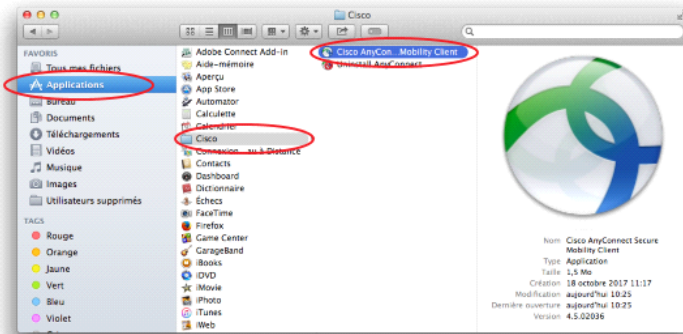 Cisco
FAVORIS
Tous mes fichiers
Applications
Bureau
Documents
Téléchargements
Vidéos
Musique
Images
Utilisateurs supprimés
TAGS
Rouge
Orange
Jaune
Vert
Bleu
Violet
Adobe Connect Add-in
Aide-mémoire
Aperçu
App Store
Automator
Calculette
Calendrier
Cisco
Connexion ...au à Distance
Contacts
Dashboard
Dictionnaire
Échecs
FaceTime
Firefox
Game Center
GarageBand
iBooks
iDVD
iMovie
iPhoto
iTunes
iWeb
Cisco AnyCon...Mobility Client
Uninstall AnyConnect
Nom Cisco AnyConnect Secure
Mobility Client
Type Application
Taille 1,5 Mo
Création 18 octobre 2017 11:17
Modification aujourd'hui 10:25
Dernière ouverture aujourd'hui 10:25
Version 4.5.02036